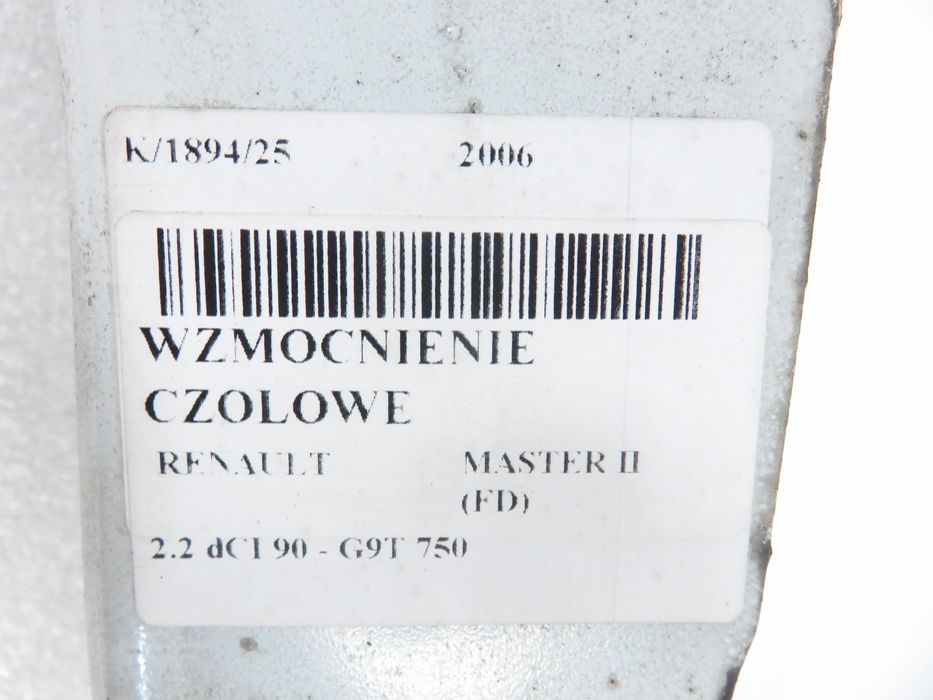 K/1894/25 2006
WZMOCNIENIE
CZOLOWE
RENAULT MASTER II
(FD)
2.2 dCI 90 - G9T 750